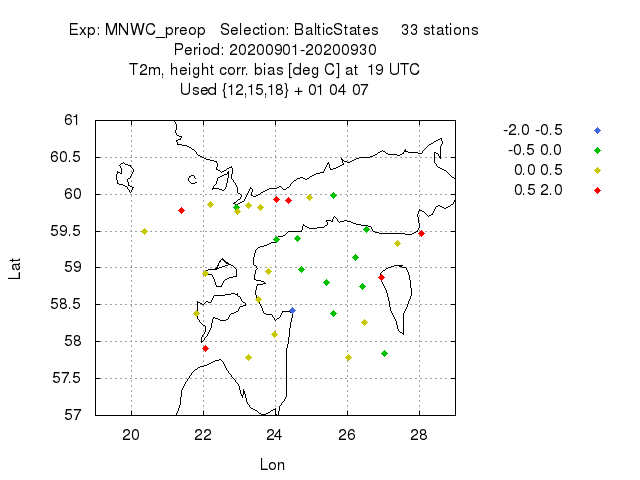 Exp: MNWC_preop   Selection: BalticStates     33 stations
Period: 20200901-20200930
T2m, height corr. bias [deg C] at  19 UTC
Used {12,15,18} + 01 04 07
-2.0 -0.5
-0.5 0.0
0.0 0.5
0.5 2.0
61
60.5
60
59.5
59
58.5
58
57.5
57
Lat
20 22 24 26 28
Lon